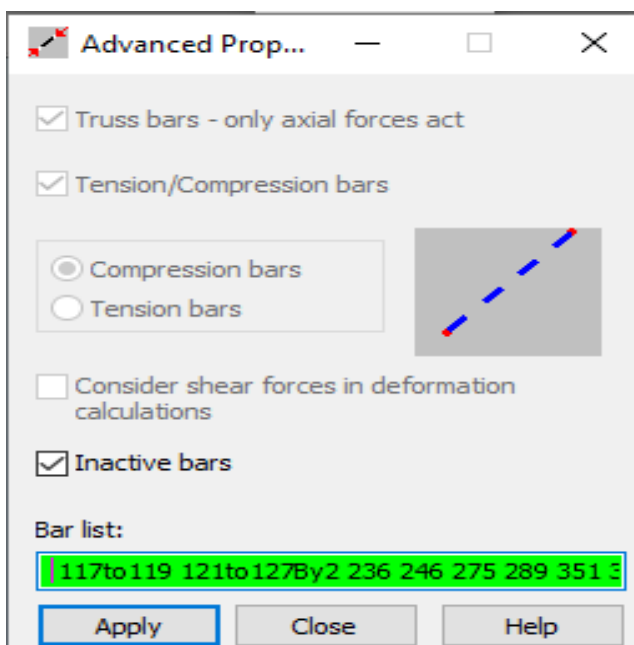 Advanced Prop...
Truss bars - only axial forces act
Tension/Compression bars
Compression bars
Tension bars
Consider shear forces in deformation
calculations
Inactive bars
Bar list:
117to119 121to127By2 236 246 275 289 351
Apply Close Help